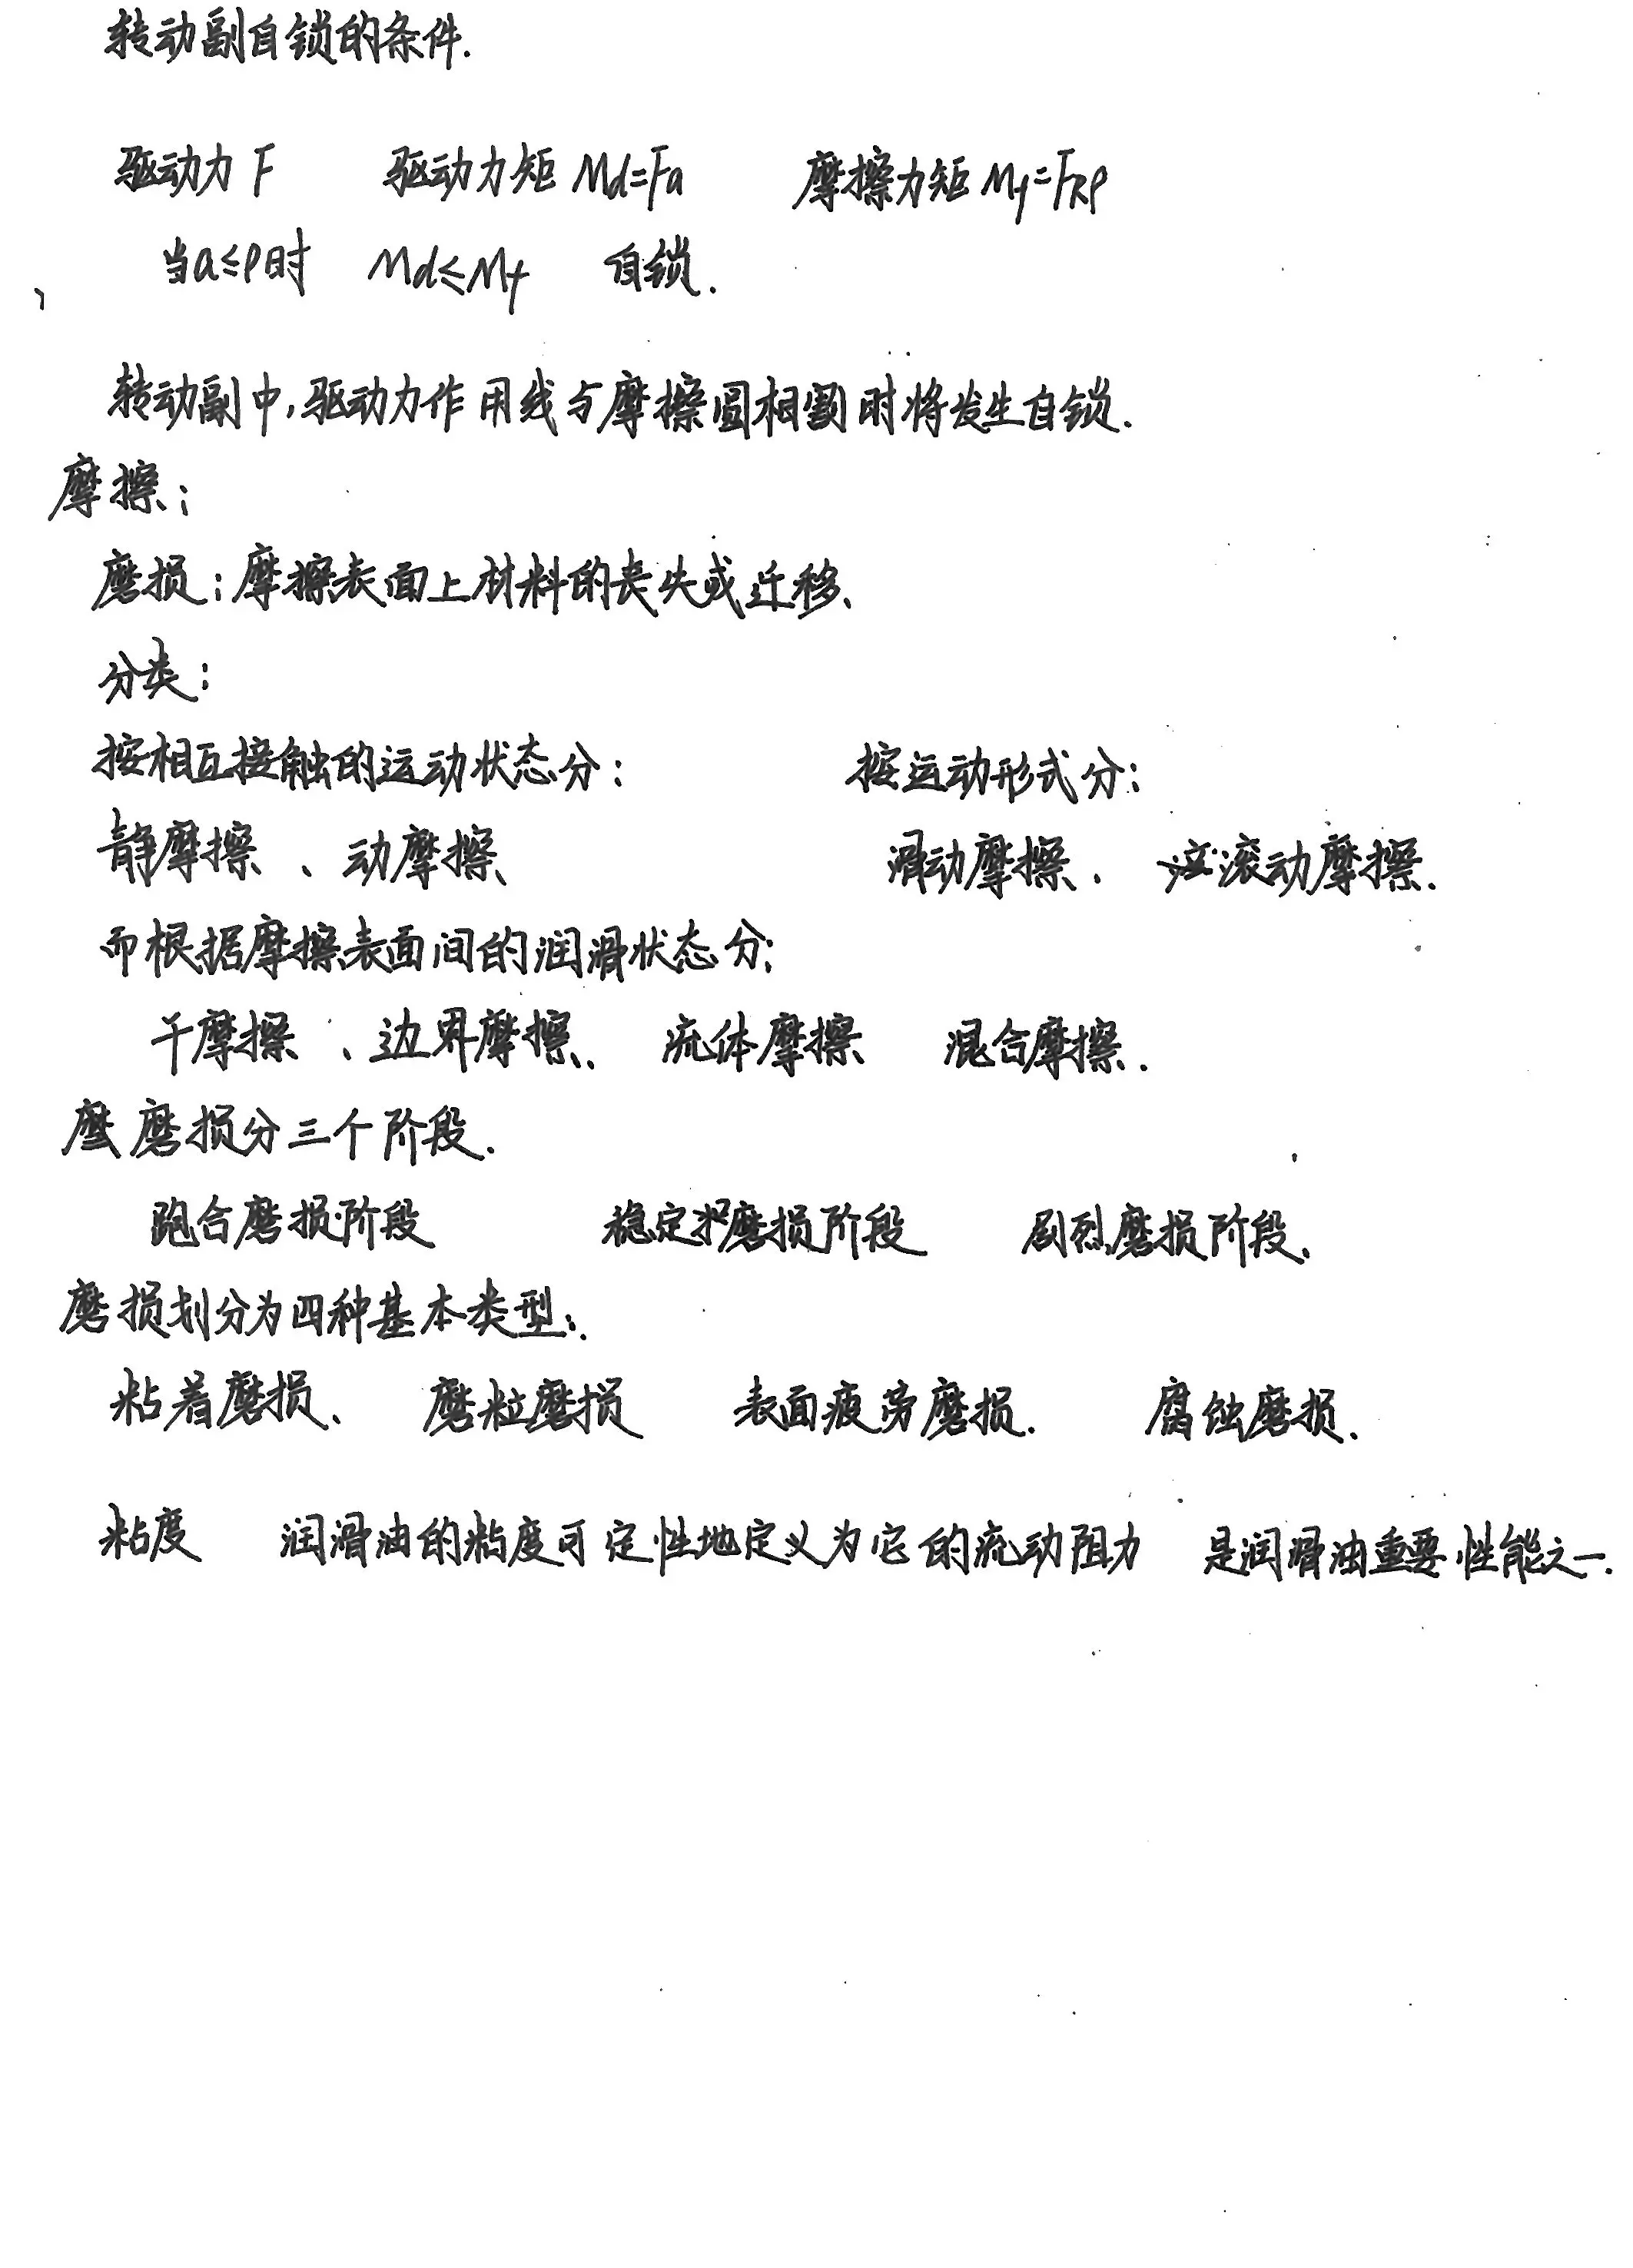 转动副自锁的条件.
驱动力 F 驱动力矩 Md=Fa 摩擦力矩 Mf=FRρ
当a≤ρ时 Md≤Mf 自锁.
转动副中,驱动力作用线与摩擦圆相割时将发生自锁.
摩擦:
磨损:摩擦表面上材料的丧失或迁移、
分类:
按相互接触的运动状态分: 按运动形式分:
静摩擦、动摩擦、 滑动摩擦、 滚动摩擦.
而根据摩擦表面间的润滑状态分:
干摩擦、边界摩擦、 流体摩擦 混合摩擦.
磨损分三个阶段.
跑合磨损阶段 稳定磨损阶段 剧烈磨损阶段、
磨损划分为四种基本类型:
粘着磨损、 磨粒磨损 表面疲劳磨损. 腐蚀磨损.
粘度 润滑油的粘度可定性地定义为它的流动阻力 是润滑油重要性能之一.